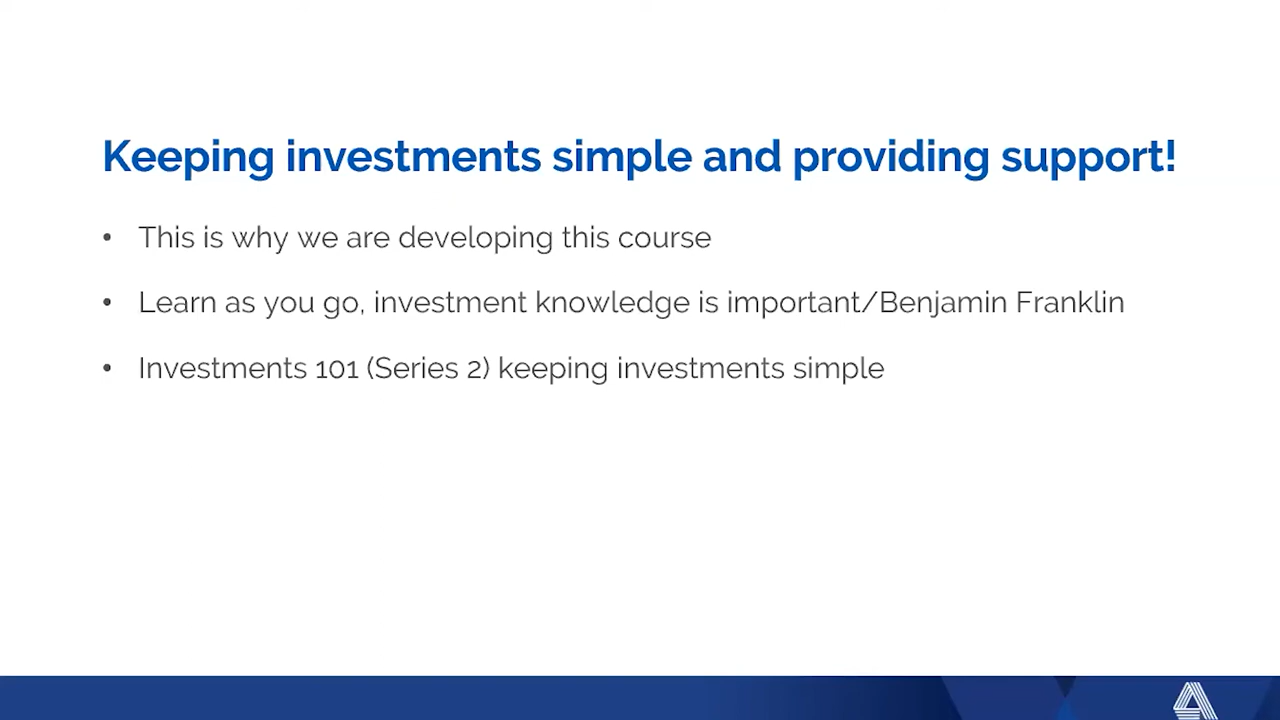 Keeping investments simple and providing support!
• This is why we are developing this course
• Learn as you go, investment knowledge is important/Benjamin Franklin
• Investments 101 (Series 2) keeping investments simple